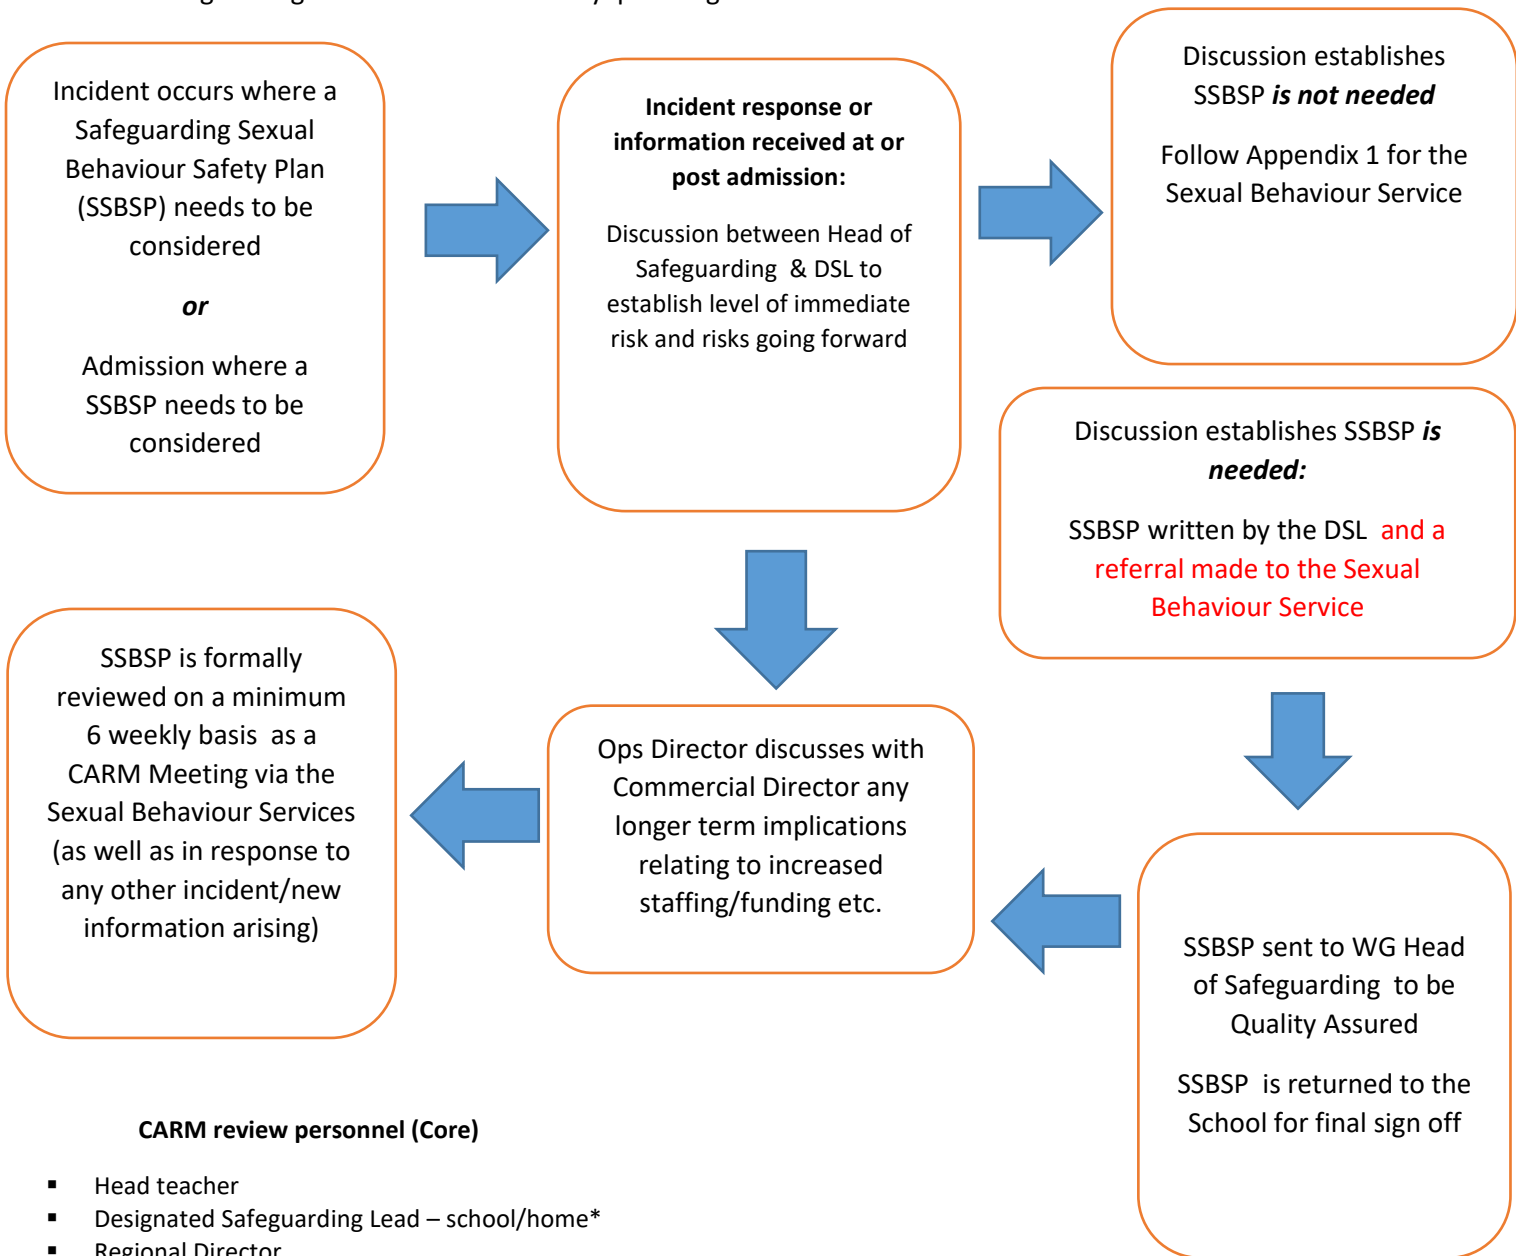 Incident occurs where a
Safeguarding Sexual
Behaviour Safety Plan
(SSBSP) needs to be
considered
or
Admission where a
SSBSP needs to be
considered
Incident response or
information received at or
post admission:
Discussion between Head of
Safeguarding & DSL to
establish level of immediate
risk and risks going forward
Discussion establishes
SSBSP is not needed
Follow Appendix 1 for the
Sexual Behaviour Service
Discussion establishes SSBSP is
needed:
SSBSP written by the DSL and a
referral made to the Sexual
Behaviour Service
SSBSP is formally
reviewed on a minimum
6 weekly basis as a
CARM Meeting via the
Sexual Behaviour Services
(as well as in response to
any other incident/new
information arising)
Ops Director discusses with
Commercial Director any
longer term implications
relating to increased
staffing/funding etc.
SSBSP sent to WG Head
of Safeguarding to be
Quality Assured
SSBSP is returned to the
School for final sign off
CARM review personnel (Core)
▪ Head teacher
▪ Designated Safeguarding Lead – school/home*
▪ Regional Director